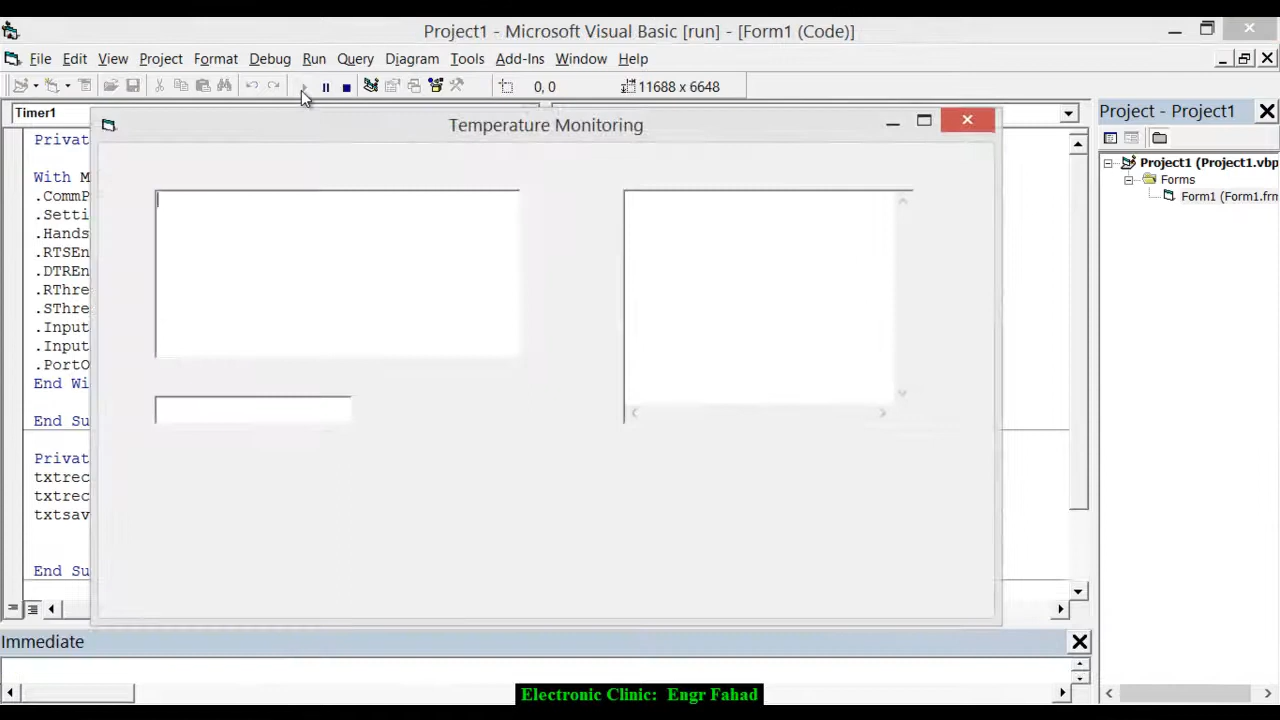 Project1 - Microsoft Visual Basic [run] - [Form1 (Code)]
File Edit View Project Format Debug Run Query Diagram Tools Add-Ins Window Help
0, 0 11688 x 6648
Timer1
Project - Project1
Temperature Monitoring
Privat
Project1 (Project1.vbp
With M
Forms
.CommP
Form1 (Form1.frn
.Setti
.Hands
.RTSEn
.DTREn
.RThre
.SThre
.Input
.Input
.PortO
End Wi
End Su
Privat
txtrec
txtrec
txtsav
End Su
Immediate
Electronic Clinic: Engr Fahad